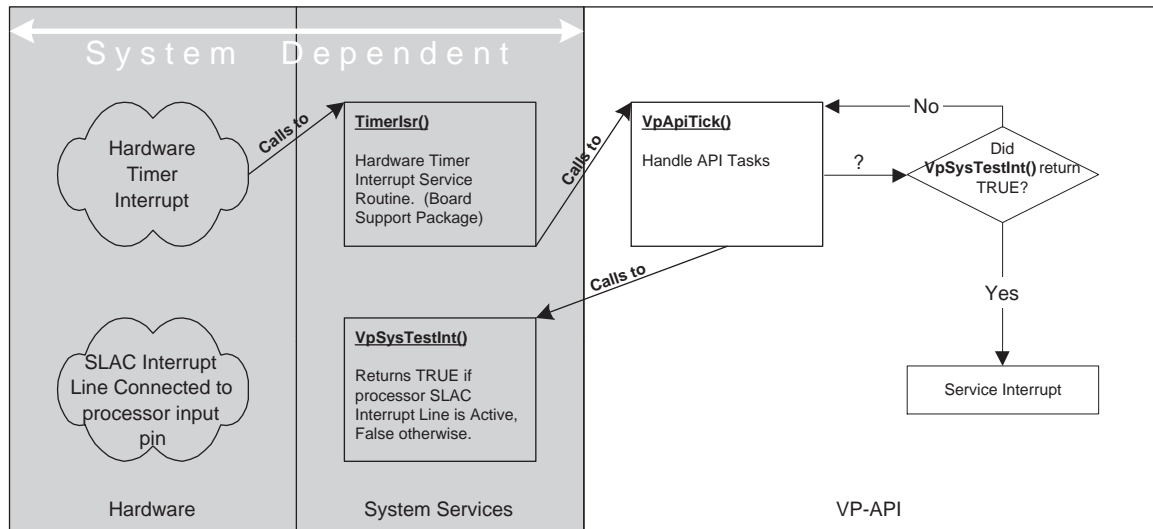 System Dependent
Hardware
Timer
Interrupt
Calls to
TimerIsr()
Hardware Timer
Interrupt Service
Routine. (Board
Support Package)
Calls to
VpApiTick()
Handle API Tasks
?
No
Did
VpSysTestInt() return
TRUE?
Calls to
Yes
SLAC Interrupt
Line Connected to
processor input
pin
VpSysTestInt()
Returns TRUE if
processor SLAC
Interrupt Line is Active,
False otherwise.
Service Interrupt
Hardware
System Services
VP-API